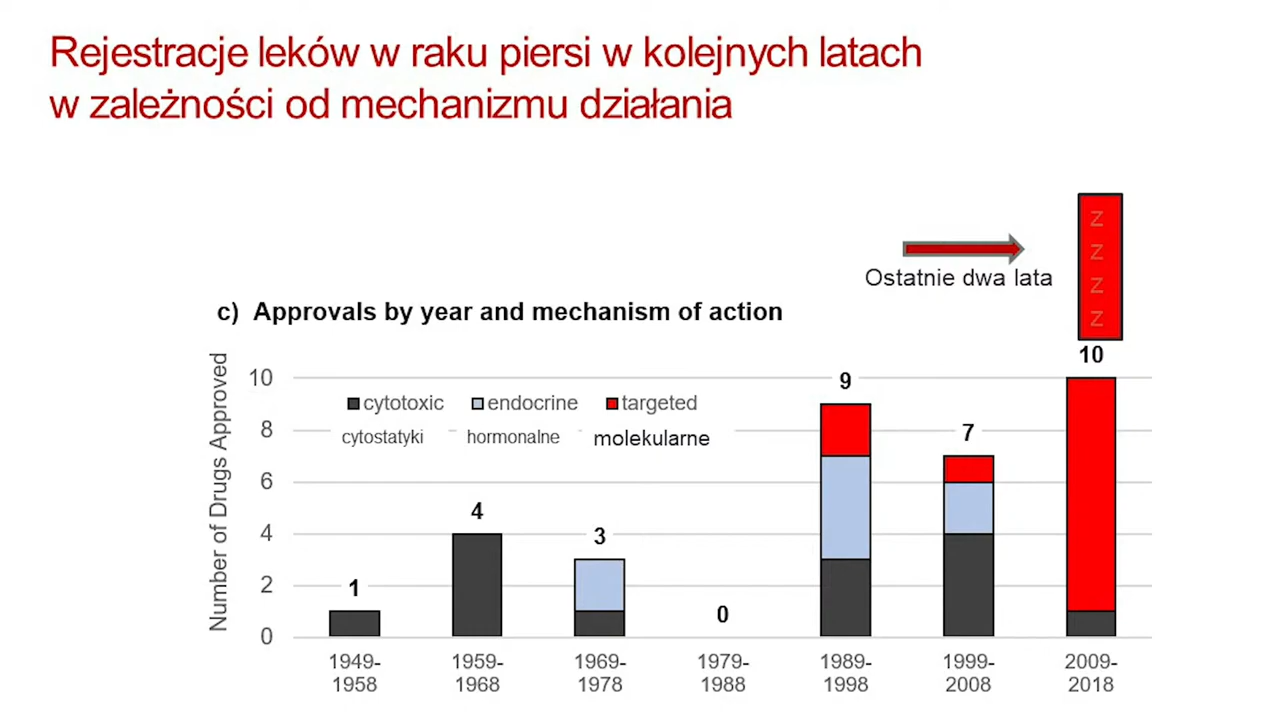 Rejestracje leków w raku piersi w kolejnych latach
w zależności od mechanizmu działania
Z
Z
Z
Z
Ostatnie dwa lata
c) Approvals by year and mechanism of action
Number of Drugs Approved
10
8
6
4
2
0
cytotoxic endocrine targeted
cytostatyki hormonalne molekularne
1
4
3
0
9
7
10
1949-
1958
1959-
1968
1969-
1978
1979-
1988
1989-
1998
1999-
2008
2009-
2018